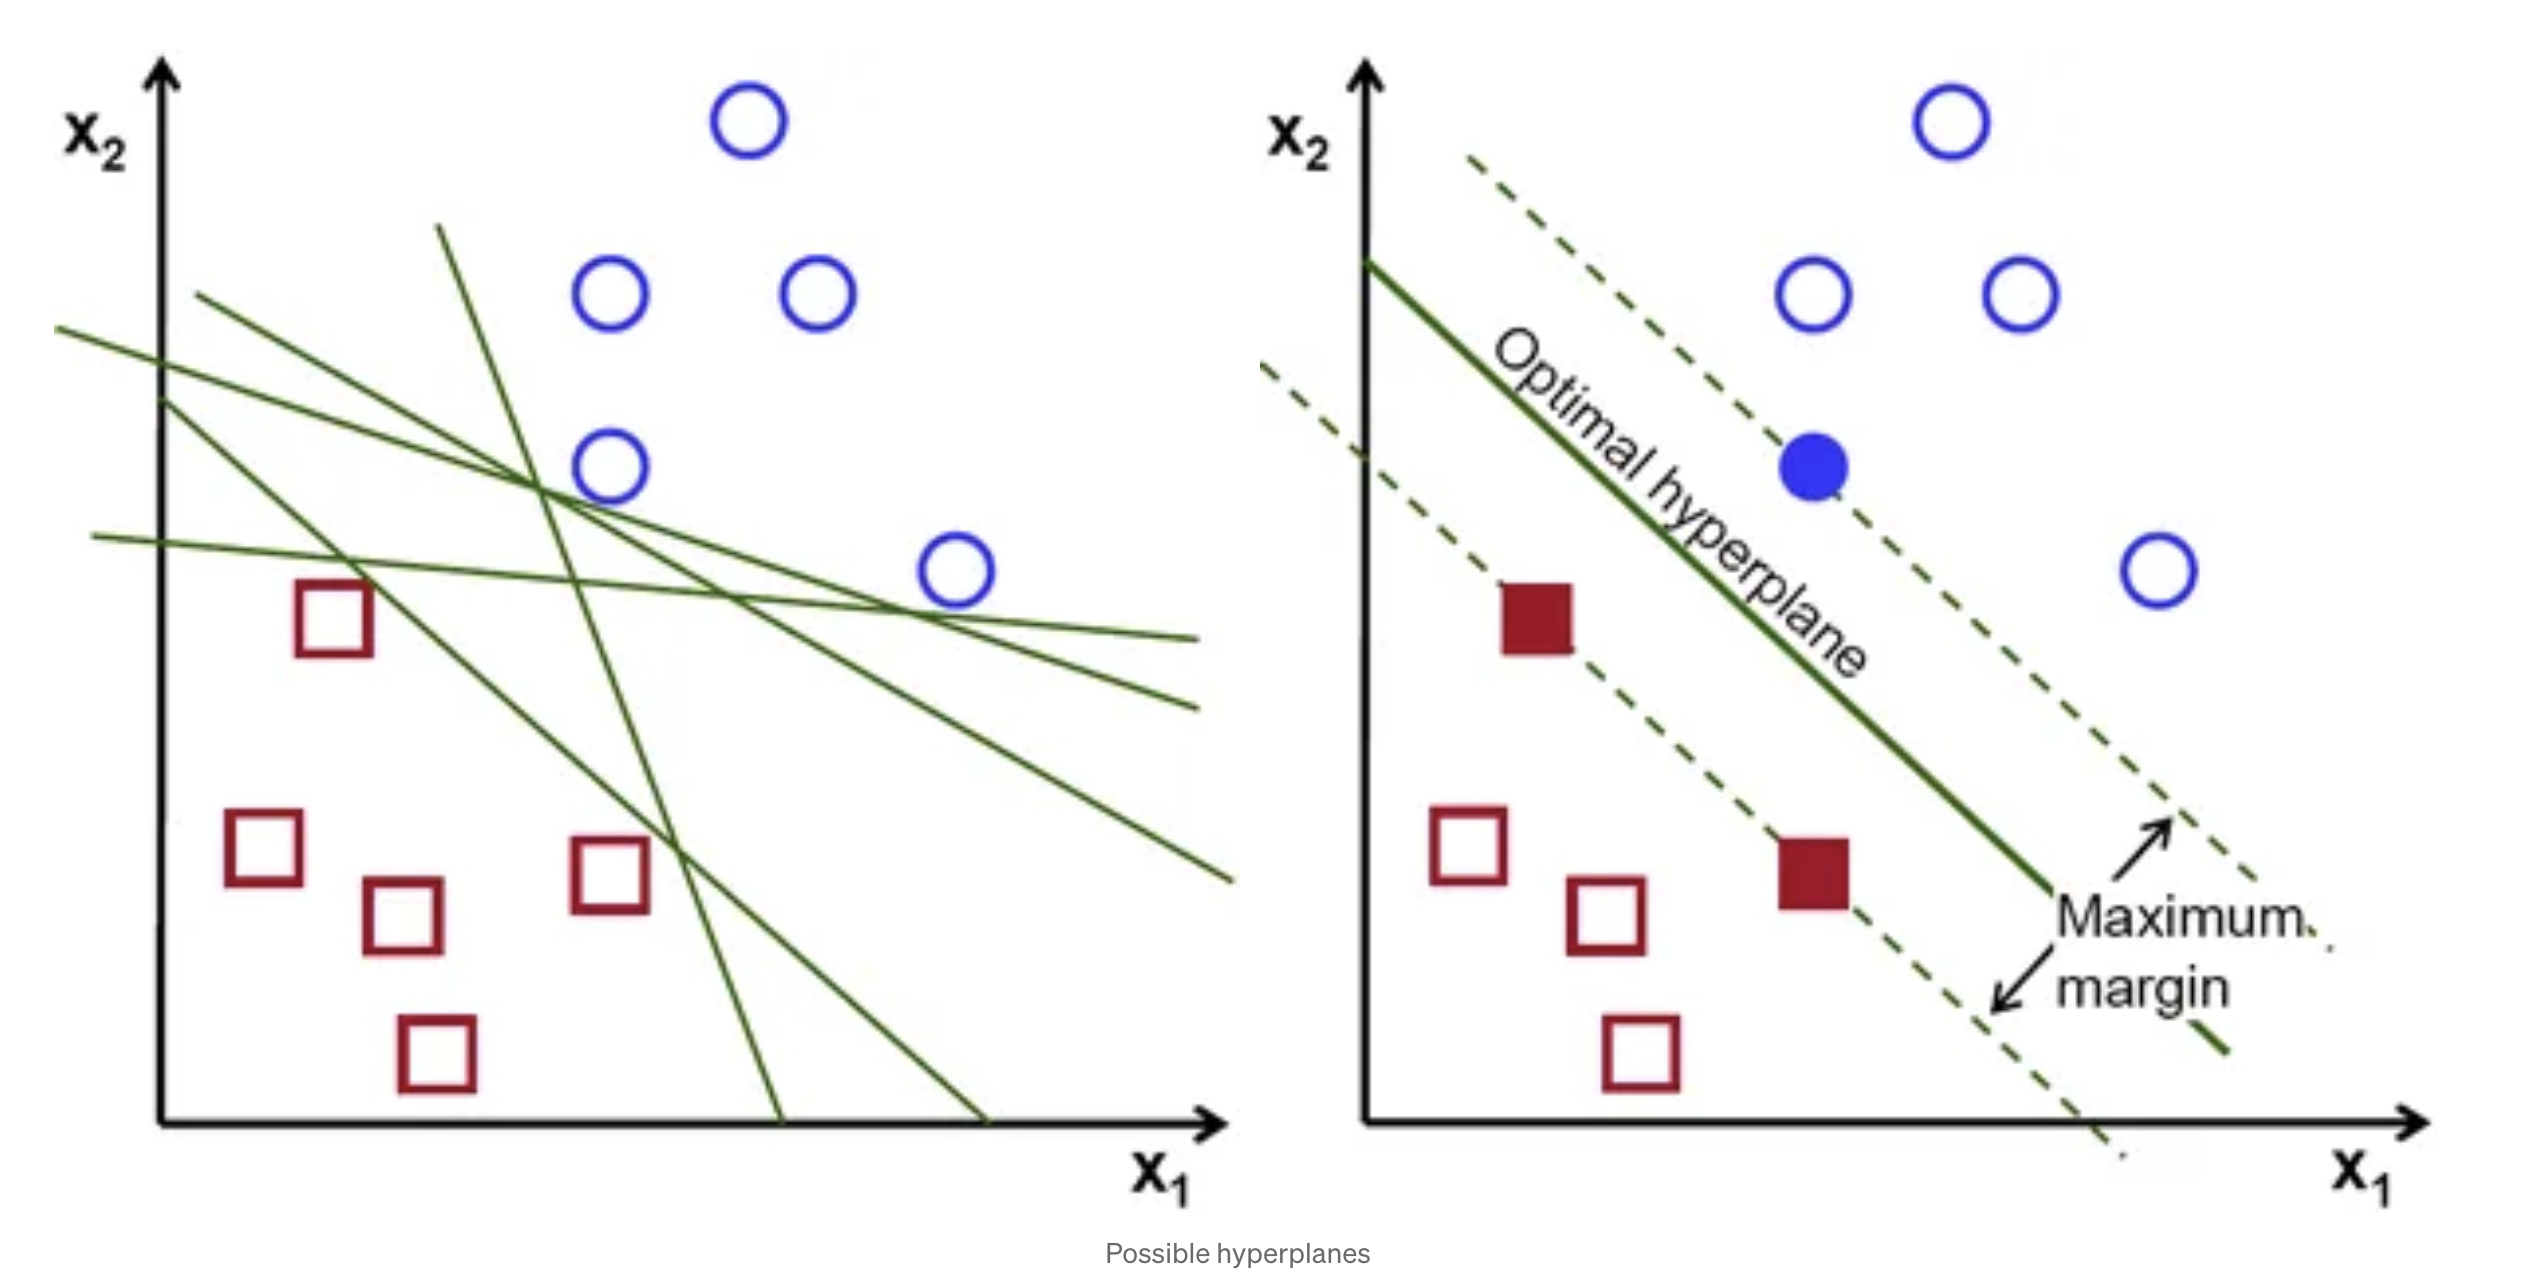 x₂
x₁
x₂
Optimal hyperplane
Maximum
margin
x₁
Possible hyperplanes